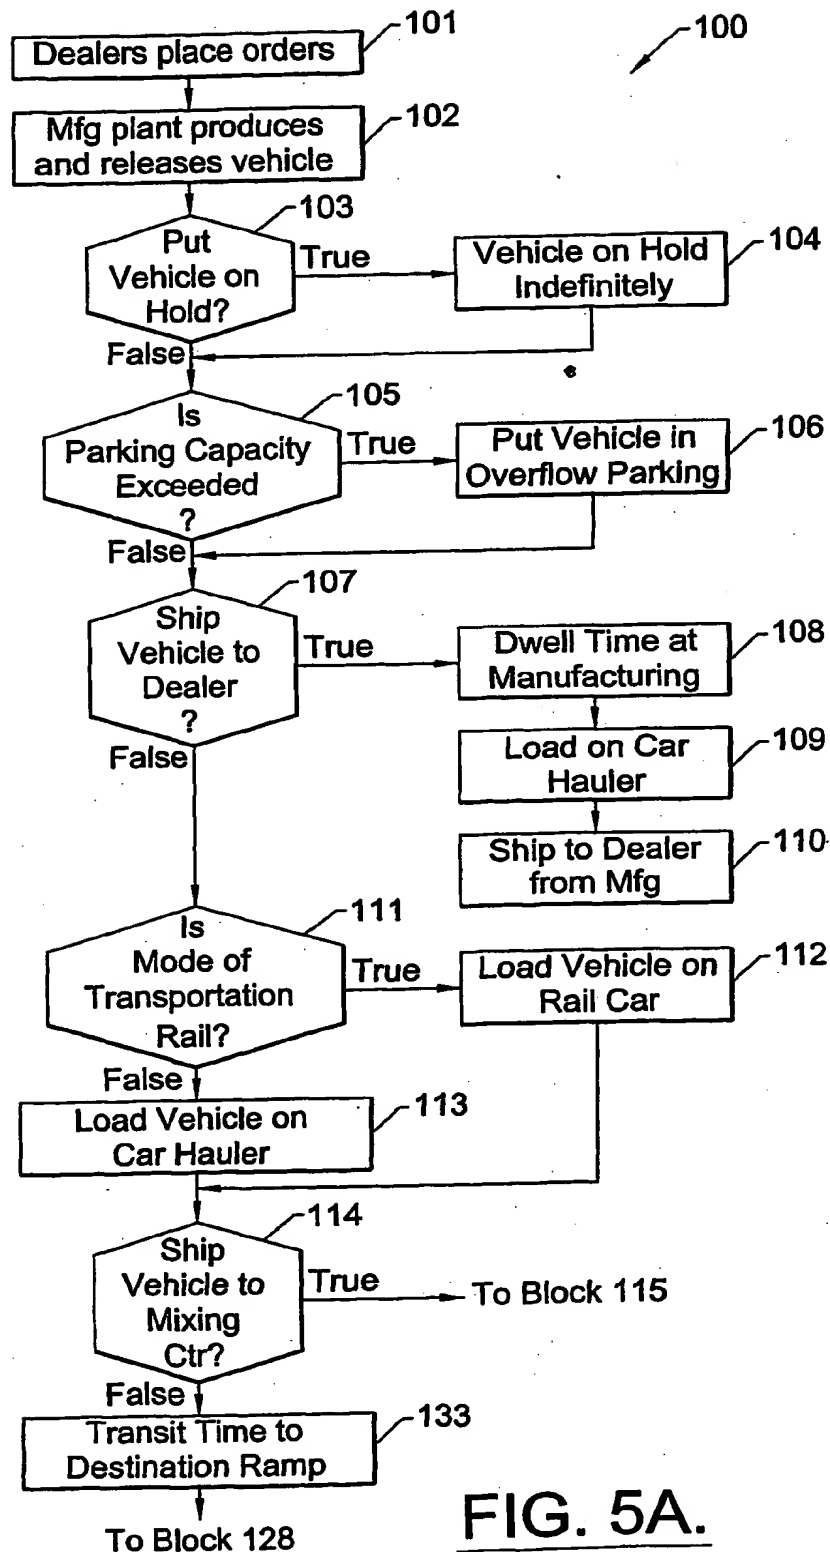 101
Dealers place orders
100
102
Mfg plant produces
and releases vehicle
103
Put
Vehicle on
Hold?
True
104
Vehicle on Hold
Indefinitely
False
105
Is
Parking Capacity
Exceeded
?
True
106
Put Vehicle in
Overflow Parking
False
107
Ship
Vehicle to
Dealer
?
True
108
Dwell Time at
Manufacturing
False
109
Load on Car
Hauler
110
Ship to Dealer
from Mfg
111
Is
Mode of
Transportation
Rail?
True
112
Load Vehicle on
Rail Car
False
113
Load Vehicle on
Car Hauler
114
Ship
Vehicle to
Mixing
Ctr?
True
To Block 115
False
133
Transit Time to
Destination Ramp
To Block 128
FIG. 5A.